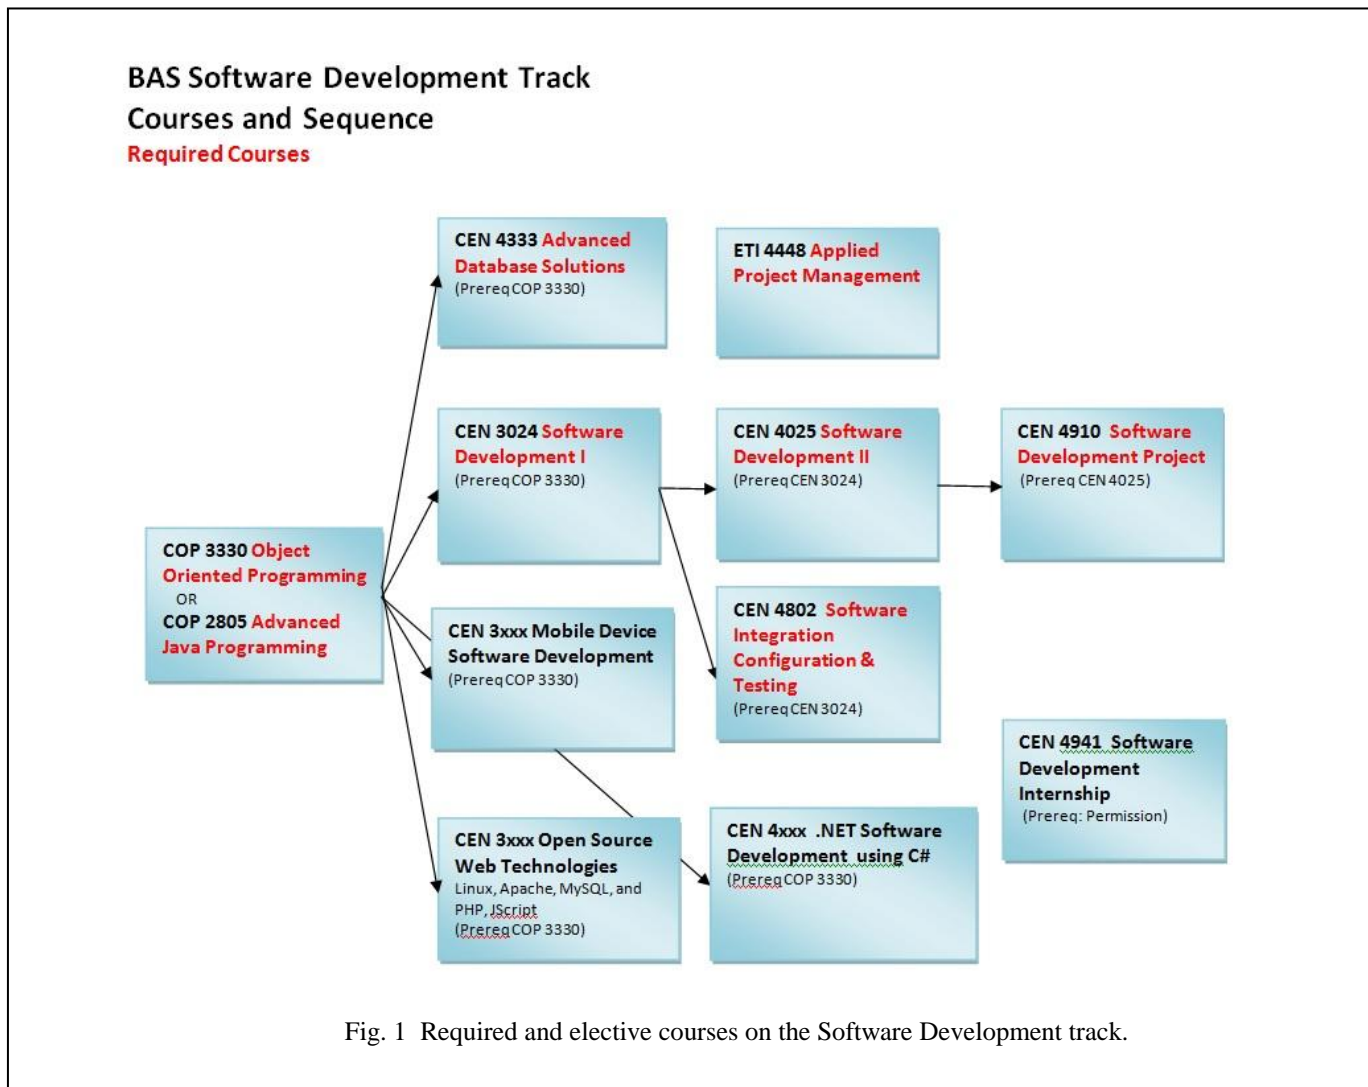 BAS Software Development Track
Courses and Sequence
Required Courses
CEN 4333 Advanced
Database Solutions
(Prereq COP 3330)
ETI 4448 Applied
Project Management
CEN 3024 Software
Development I
(Prereq COP 3330)
CEN 4025 Software
Development II
(Prereq CEN 3024)
CEN 4910 Software
Development Project
(Prereq CEN 4025)
COP 3330 Object
Oriented Programming
OR
COP 2805 Advanced
Java Programming
CEN 3xxx Mobile Device
Software Development
(Prereq COP 3330)
CEN 4802 Software
Integration
Configuration &
Testing
(Prereq CEN 3024)
CEN 4941 Software
Development
Internship
(Prereq: Permission)
CEN 3xxx Open Source
Web Technologies
Linux, Apache, MySQL, and
PHP, JScript
(Prereq COP 3330)
CEN 4xxx .NET Software
Development using C#
(Prereq COP 3330)
Fig. 1 Required and elective courses on the Software Development track.